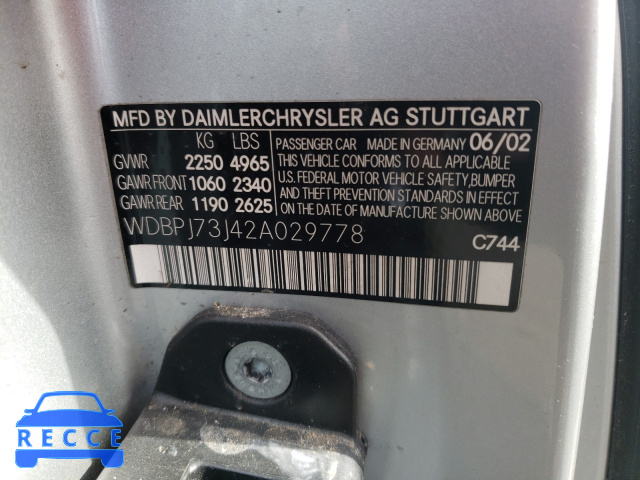 MFD BY DAIMLERCHRYSLER AG STUTTGART
KG LBS
GVWR 2250 4965
GAWR FRONT 1060 2340
GAWR REAR 1190 2625
PASSENGER CAR MADE IN GERMANY 06/02
THIS VEHICLE CONFORMS TO ALL APPLICABLE
U.S. FEDERAL MOTOR VEHICLE SAFETY, BUMPER
AND THEFT PREVENTION STANDARDS IN EFFECT
ON THE DATE OF MANUFACTURE SHOWN ABOVE.
WDBPJ73J42A029778
C744
RECCE